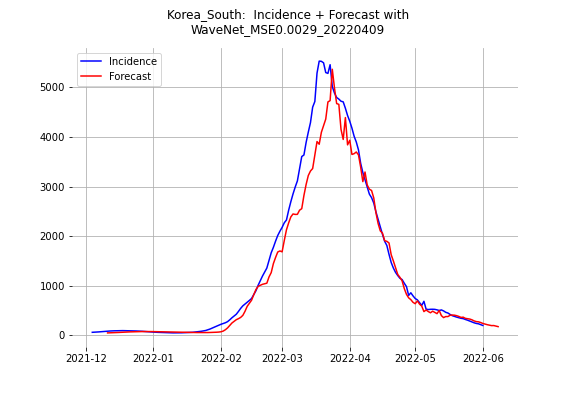 Korea_South:  Incidence + Forecast with
WaveNet_MSE0.0029_20220409
Incidence
Forecast
5000
4000
3000
2000
1000
0
2021-12 2022-01 2022-02 2022-03 2022-04 2022-05 2022-06